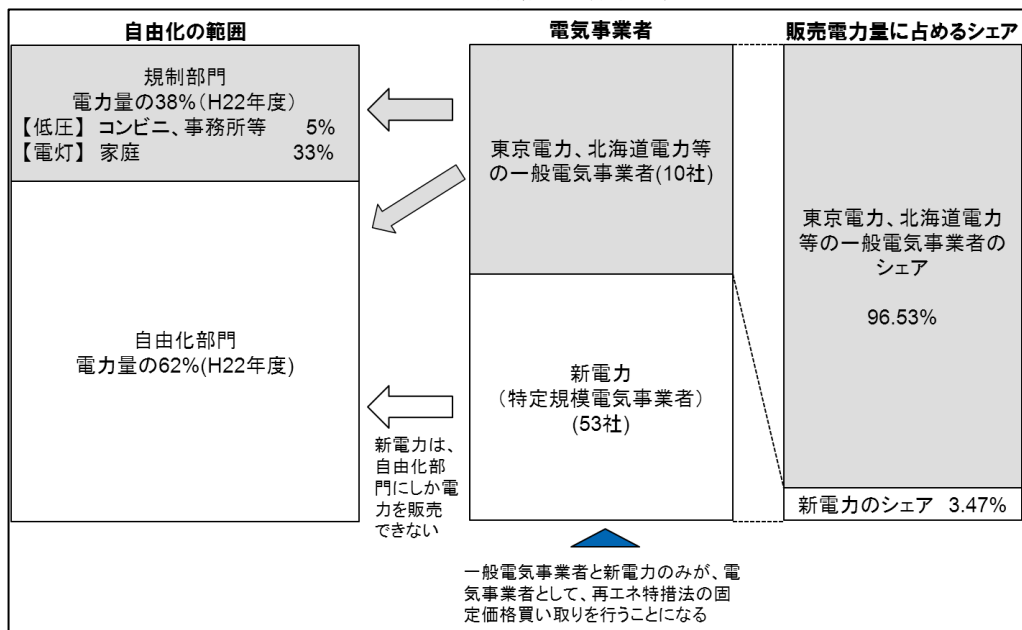 自由化の範囲
規制部門
電力量の38%(H22年度)
【低圧】 コンビニ、事務所等 5%
【電灯】 家庭 33%
自由化部門
電力量の62%(H22年度)
新電力は、
自由化部
門にしか電
力を販売
できない
電気事業者
東京電力、北海道電力等
の一般電気事業者(10社)
新電力
(特定規模電気事業者)
(53社)
一般電気事業者と新電力のみが、電
気事業者として、再エネ特措法の固
定価格買い取りを行うことになる
販売電力量に占めるシェア
東京電力、北海道電力
等の一般電気事業者の
シェア
96.53%
新電力のシェア 3.47%